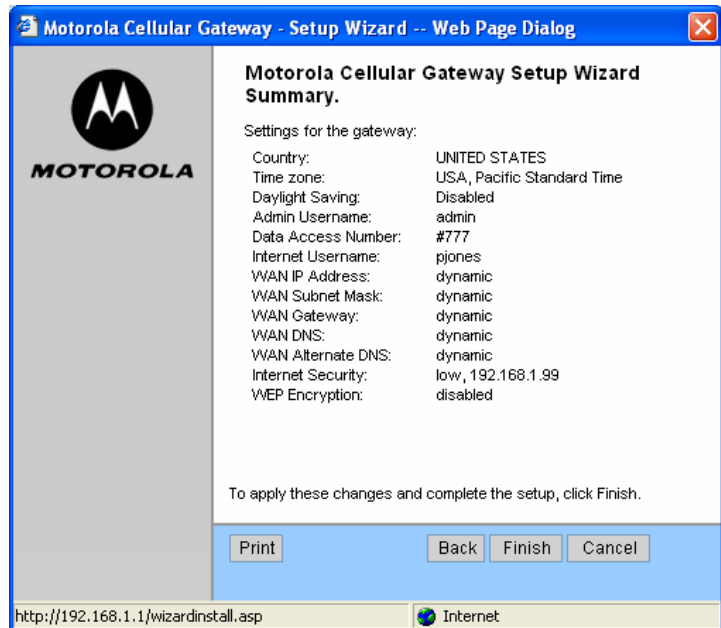 Motorola Cellular Gateway - Setup Wizard -- Web Page Dialog
MOTOROLA
Motorola Cellular Gateway Setup Wizard
Summary.
Settings for the gateway:
Country: UNITED STATES
Time zone: USA, Pacific Standard Time
Daylight Saving: Disabled
Admin Username: admin
Data Access Number: #777
Internet Username: pjones
WAN IP Address: dynamic
WAN Subnet Mask: dynamic
WAN Gateway: dynamic
WAN DNS: dynamic
WAN Alternate DNS: dynamic
Internet Security: low, 192.168.1.99
WEP Encryption: disabled
To apply these changes and complete the setup, click Finish.
Print Back Finish Cancel
http://192.168.1.1/wizardinstall.asp Internet